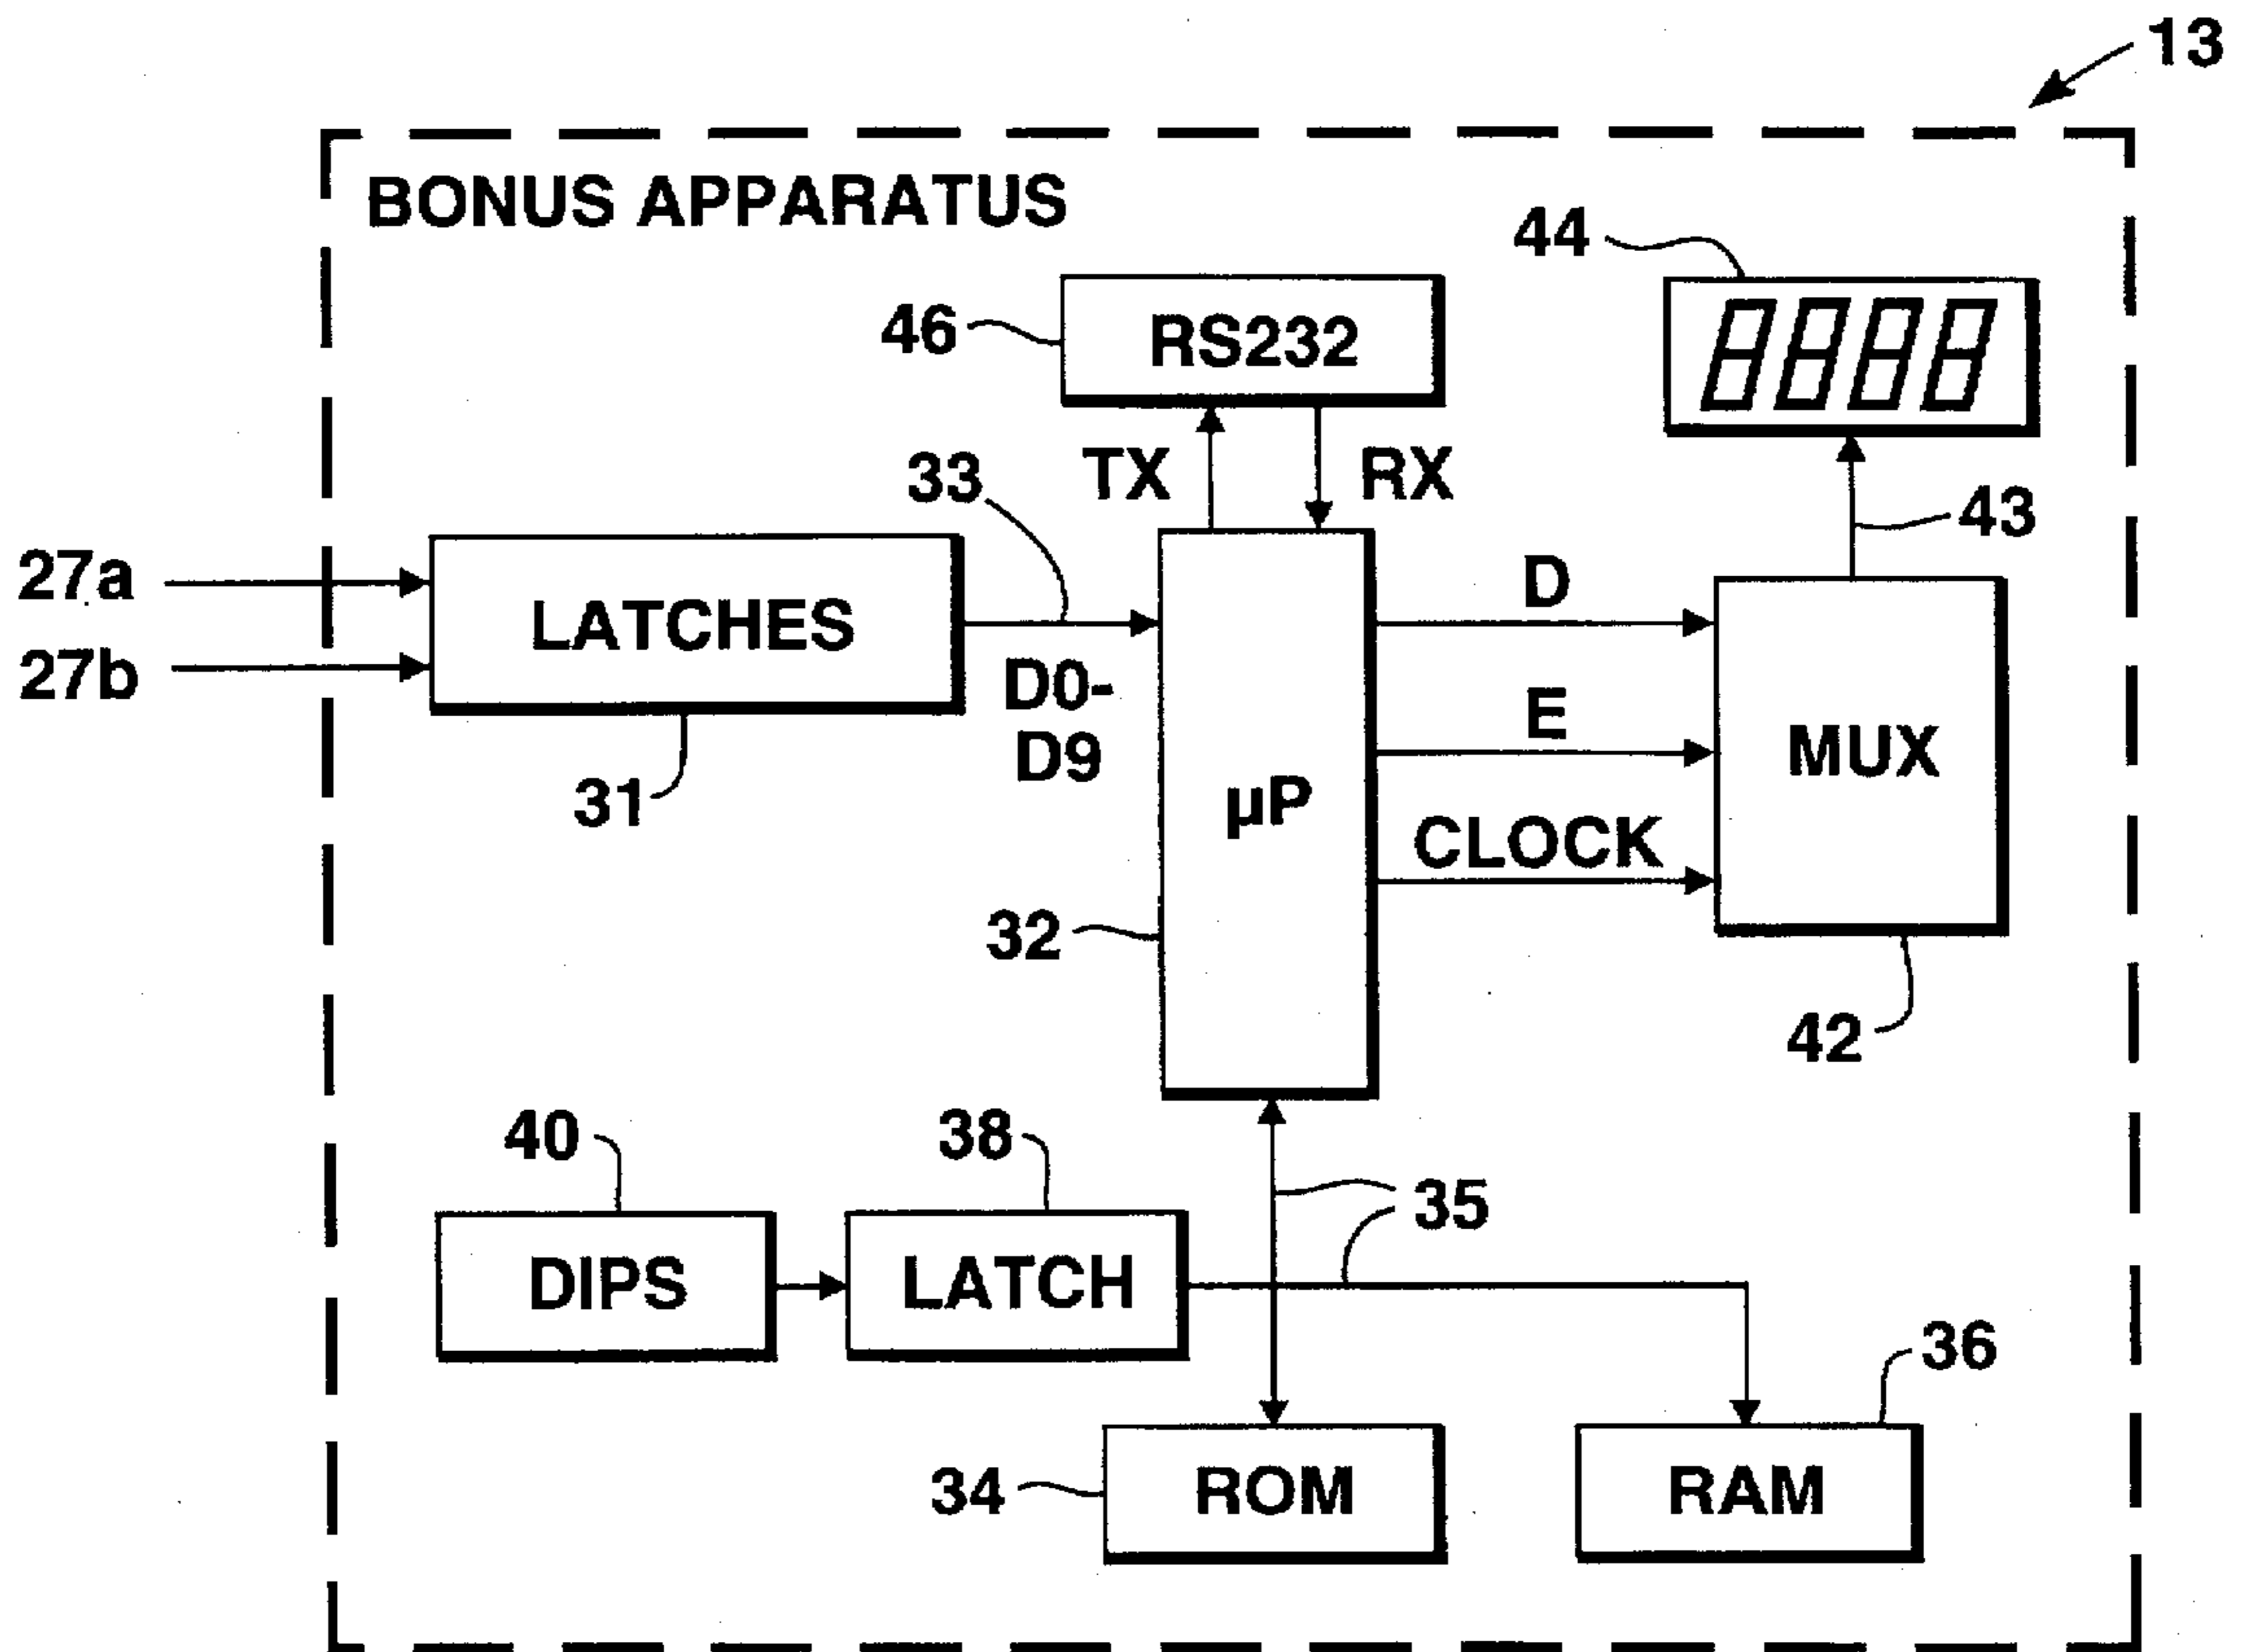 13
BONUS APPARATUS
44
8888
46
RS232
33
TX
RX
43
27a
27b
LATCHES
D0-
D9
31
D
E
CLOCK
µP
MUX
32
42
40
38
35
DIPS
LATCH
36
34
ROM
RAM